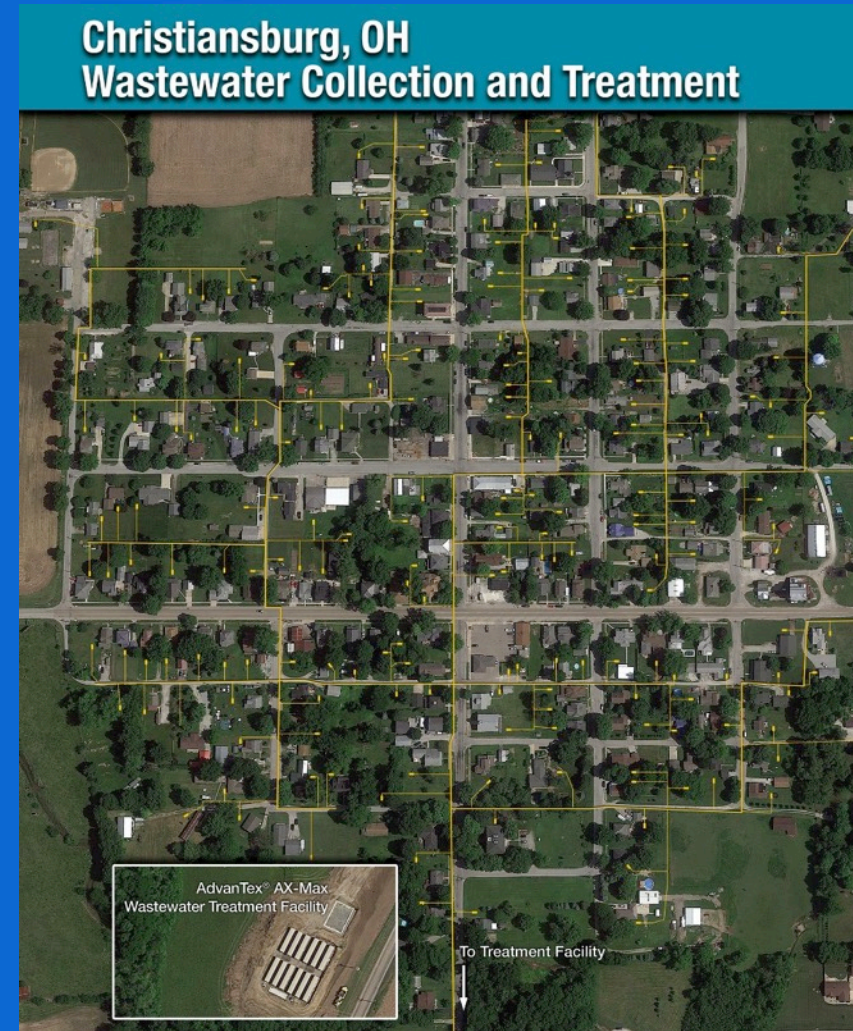 Christiansburg, OH
Wastewater Collection and Treatment
AdvanTex® AX-Max
Wastewater Treatment Facility
To Treatment Facility